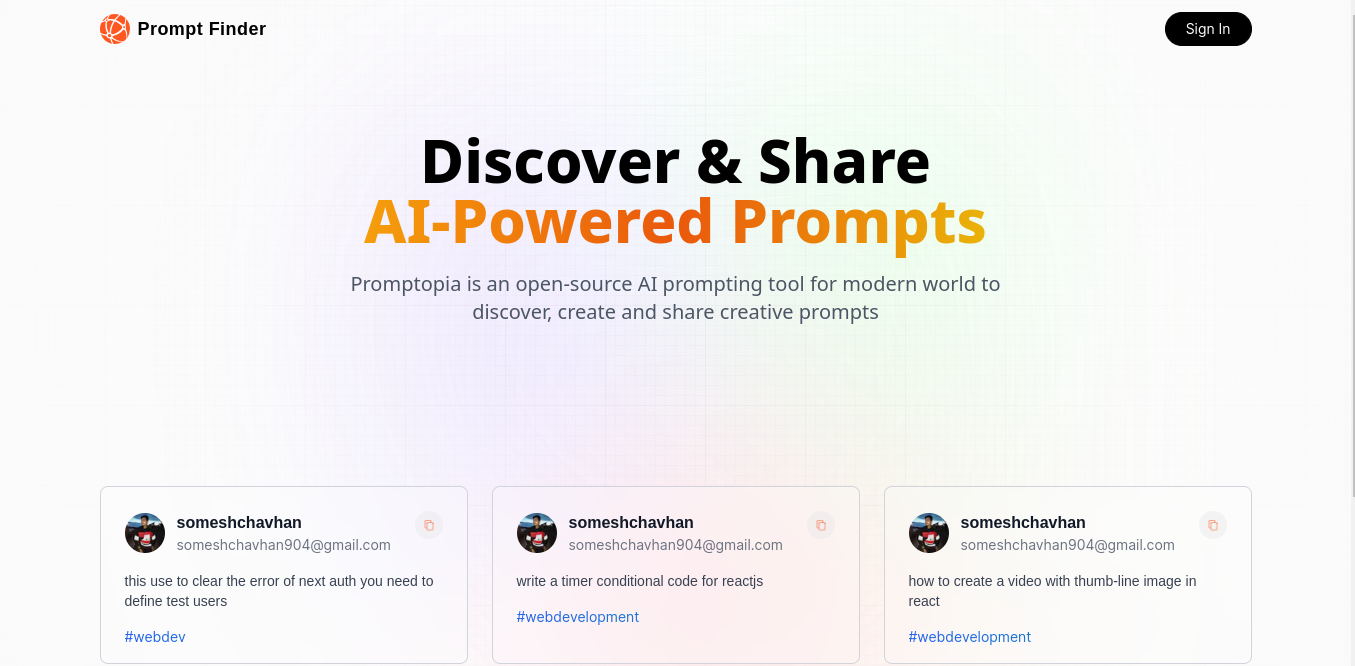 Prompt Finder
Sign In
Discover & Share
AI-Powered Prompts
Promptopia is an open-source AI prompting tool for modern world to
discover, create and share creative prompts
someshchavhan
someshchavhan904@gmail.com
this use to clear the error of next auth you need to
define test users
#webdev
someshchavhan
someshchavhan904@gmail.com
write a timer conditional code for reactjs
#webdevelopment
someshchavhan
someshchavhan904@gmail.com
how to create a video with thumb-line image in
react
#webdevelopment